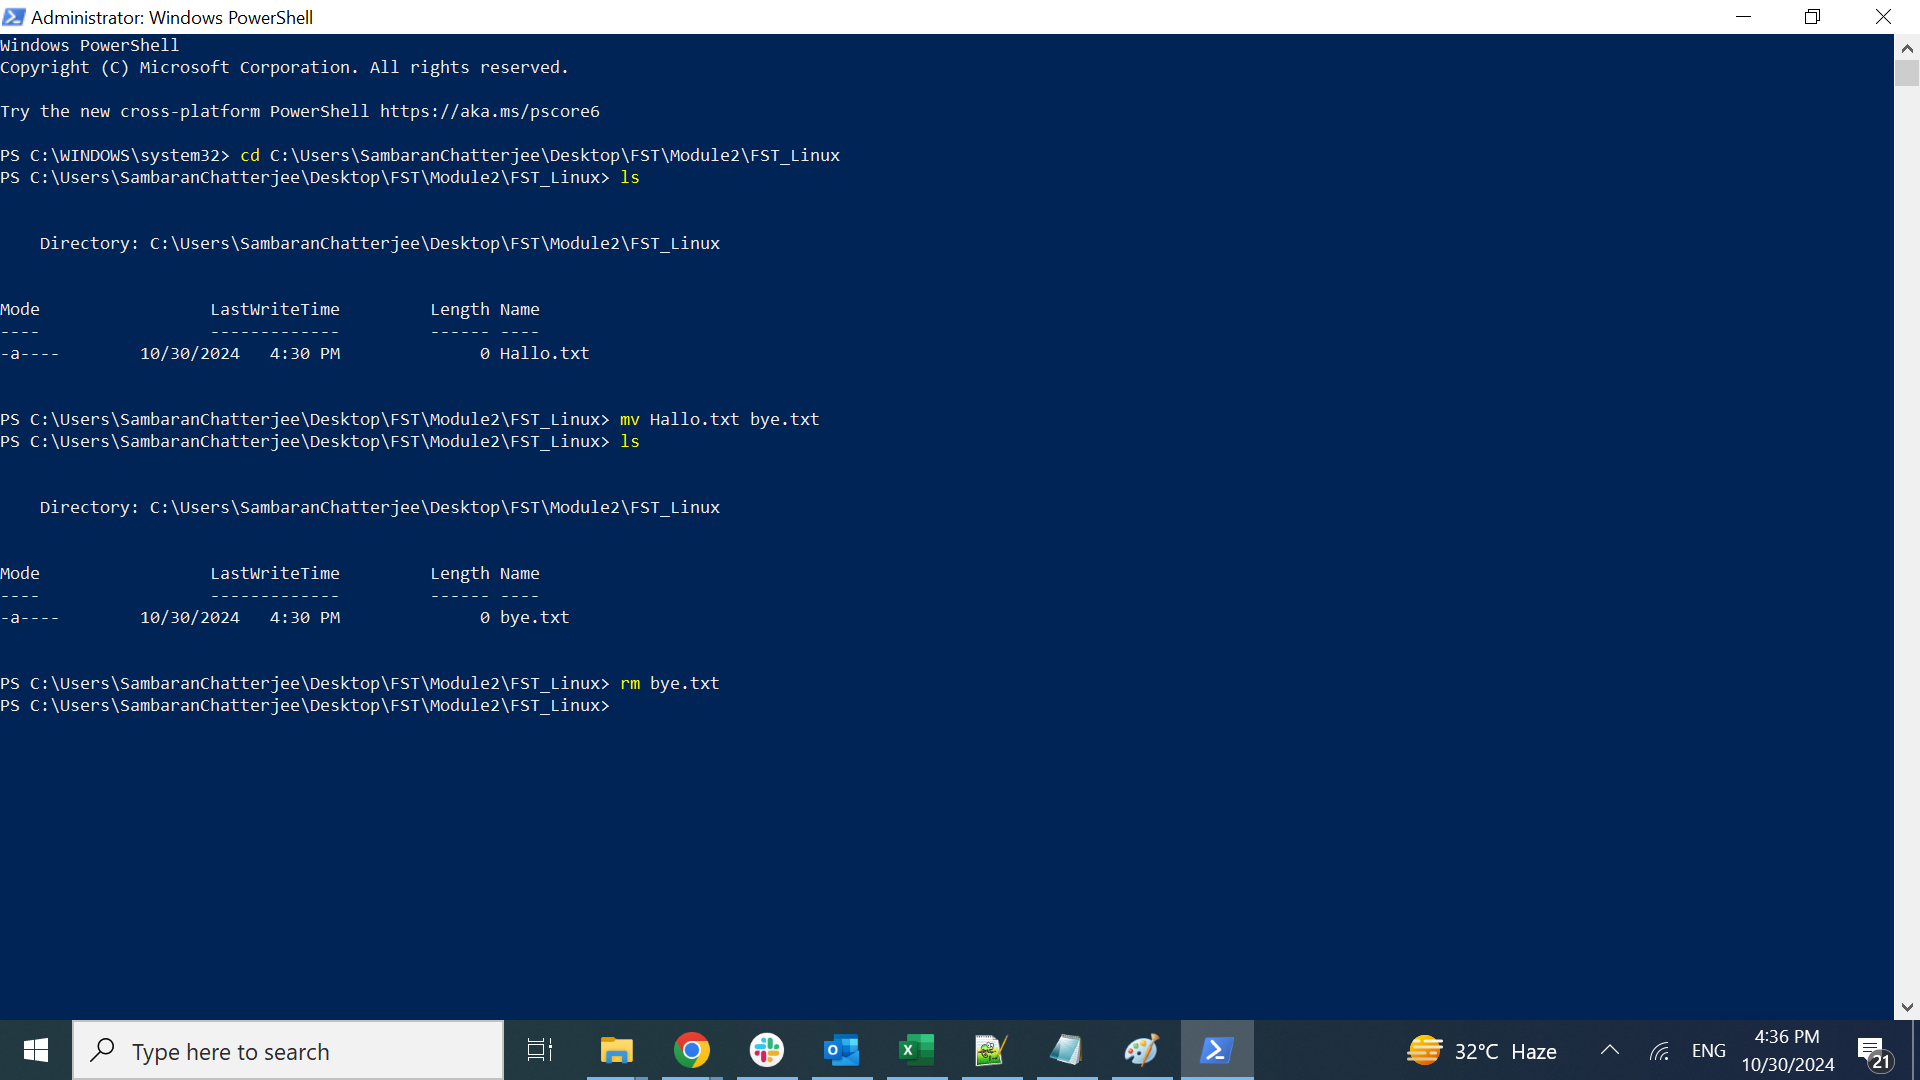 Administrator: Windows PowerShell
Windows PowerShell
Copyright (C) Microsoft Corporation. All rights reserved.
Try the new cross-platform PowerShell https://aka.ms/pscore6
PS C:\WINDOWS\system32> cd C:\Users\SambaranChatterjee\Desktop\FST\Module2\FST_Linux
PS C:\Users\SambaranChatterjee\Desktop\FST\Module2\FST_Linux> ls
Directory: C:\Users\SambaranChatterjee\Desktop\FST\Module2\FST_Linux
Mode LastWriteTime Length Name
---- ------------- ------ ----
-a---- 10/30/2024 4:30 PM 0 Hallo.txt
PS C:\Users\SambaranChatterjee\Desktop\FST\Module2\FST_Linux> mv Hallo.txt bye.txt
PS C:\Users\SambaranChatterjee\Desktop\FST\Module2\FST_Linux> ls
Directory: C:\Users\SambaranChatterjee\Desktop\FST\Module2\FST_Linux
Mode LastWriteTime Length Name
---- ------------- ------ ----
-a---- 10/30/2024 4:30 PM 0 bye.txt
PS C:\Users\SambaranChatterjee\Desktop\FST\Module2\FST_Linux> rm bye.txt
PS C:\Users\SambaranChatterjee\Desktop\FST\Module2\FST_Linux>
Type here to search
32°C Haze
ENG
4:36 PM
10/30/2024
21